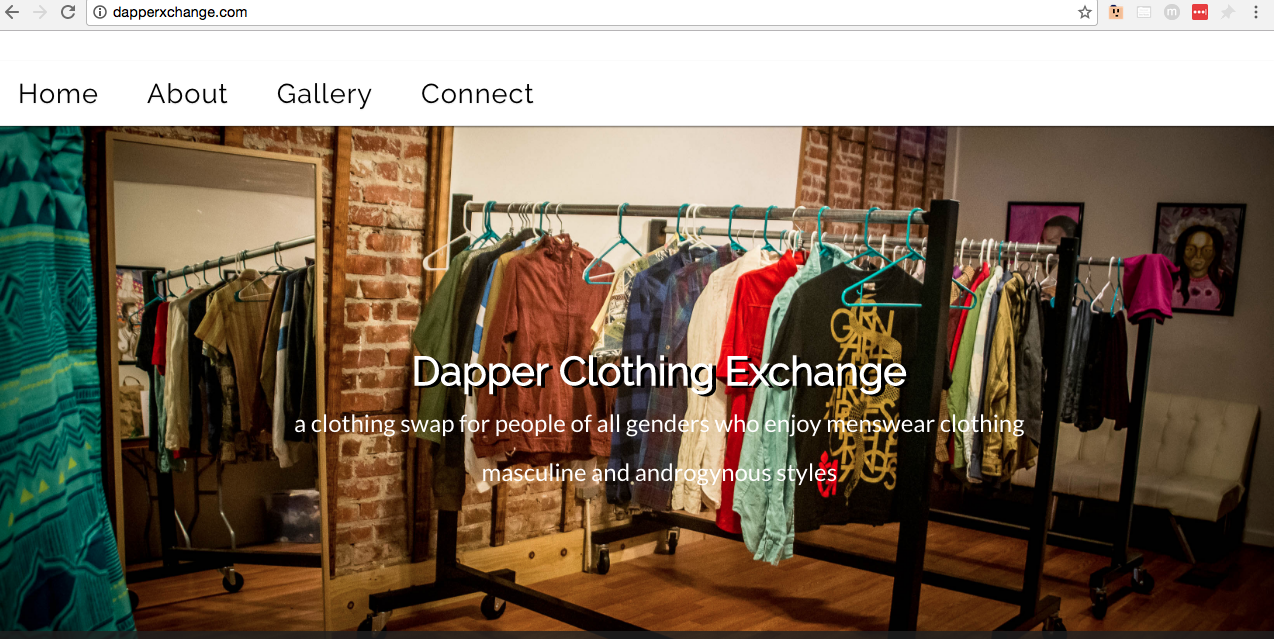 dapperxchange.com
Home About Gallery Connect
Dapper Clothing Exchange
a clothing swap for people of all genders who enjoy menswear clothing
masculine and androgynous styles